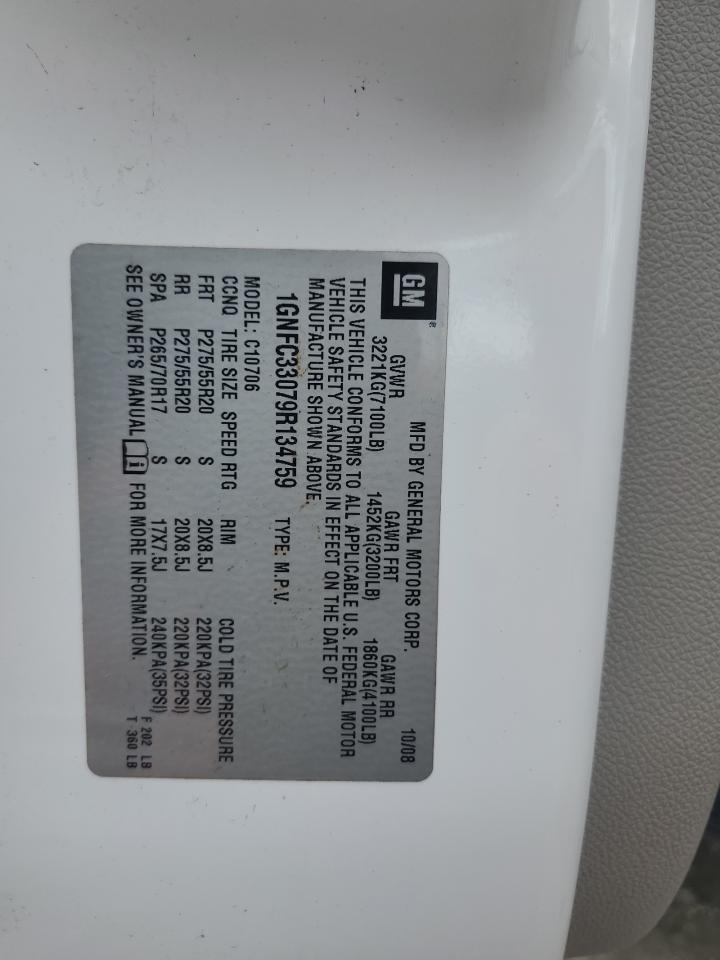 GM ®
MFD BY GENERAL MOTORS CORP. 10/08
GVWR GAWR FRT GAWR RR
3221KG(7100LB) 1452KG(3200LB) 1860KG(4100LB)
THIS VEHICLE CONFORMS TO ALL APPLICABLE U.S. FEDERAL MOTOR
VEHICLE SAFETY STANDARDS IN EFFECT ON THE DATE OF
MANUFACTURE SHOWN ABOVE.
1GNFC33079R134759 TYPE: M.P.V.
MODEL: C10706
CCNQ TIRE SIZE SPEED RTG RIM COLD TIRE PRESSURE
FRT P275/55R20 S 20X8.5J 220KPA(32PSI)
RR P275/55R20 S 20X8.5J 220KPA(32PSI)
SPA P265/70R17 S 17X7.5J 240KPA(35PSI)
SEE OWNER'S MANUAL FOR MORE INFORMATION.
F 202 LB
T 360 LB